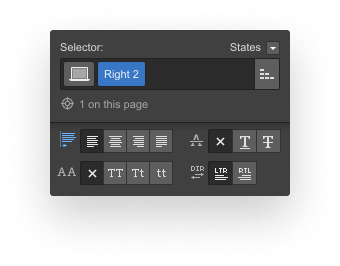 Selector: States
Right 2
1 on this page
A A × T T
AA × TT Tt tt DIR LTR RTL